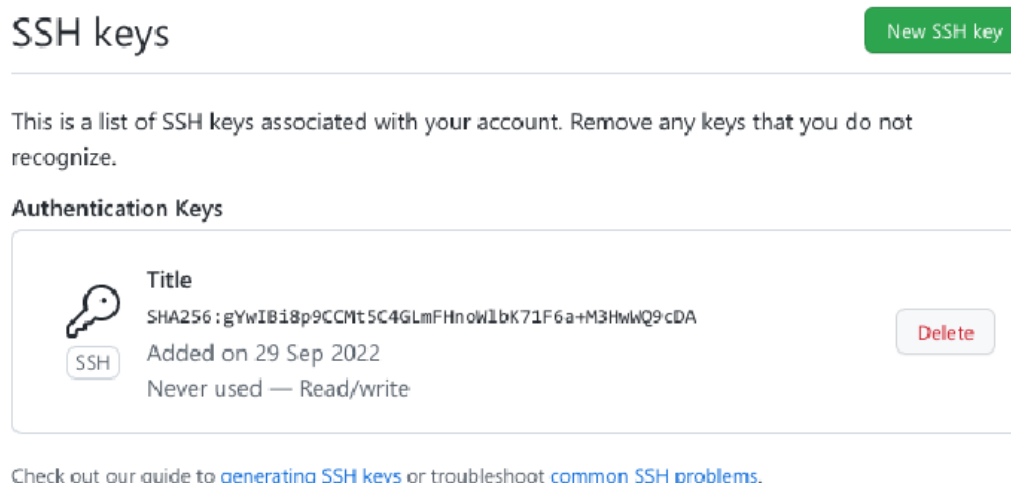 SSH keys
New SSH key
This is a list of SSH keys associated with your account. Remove any keys that you do not
recognize.
Authentication Keys
Title
SHA256:gYwIBi8p9CCMt5C4GLmFHnoWlbK71F6a+M3HwWQ9cDA
Added on 29 Sep 2022
Never used — Read/write
SSH
Delete
Check out our guide to generating SSH keys or troubleshoot common SSH problems.